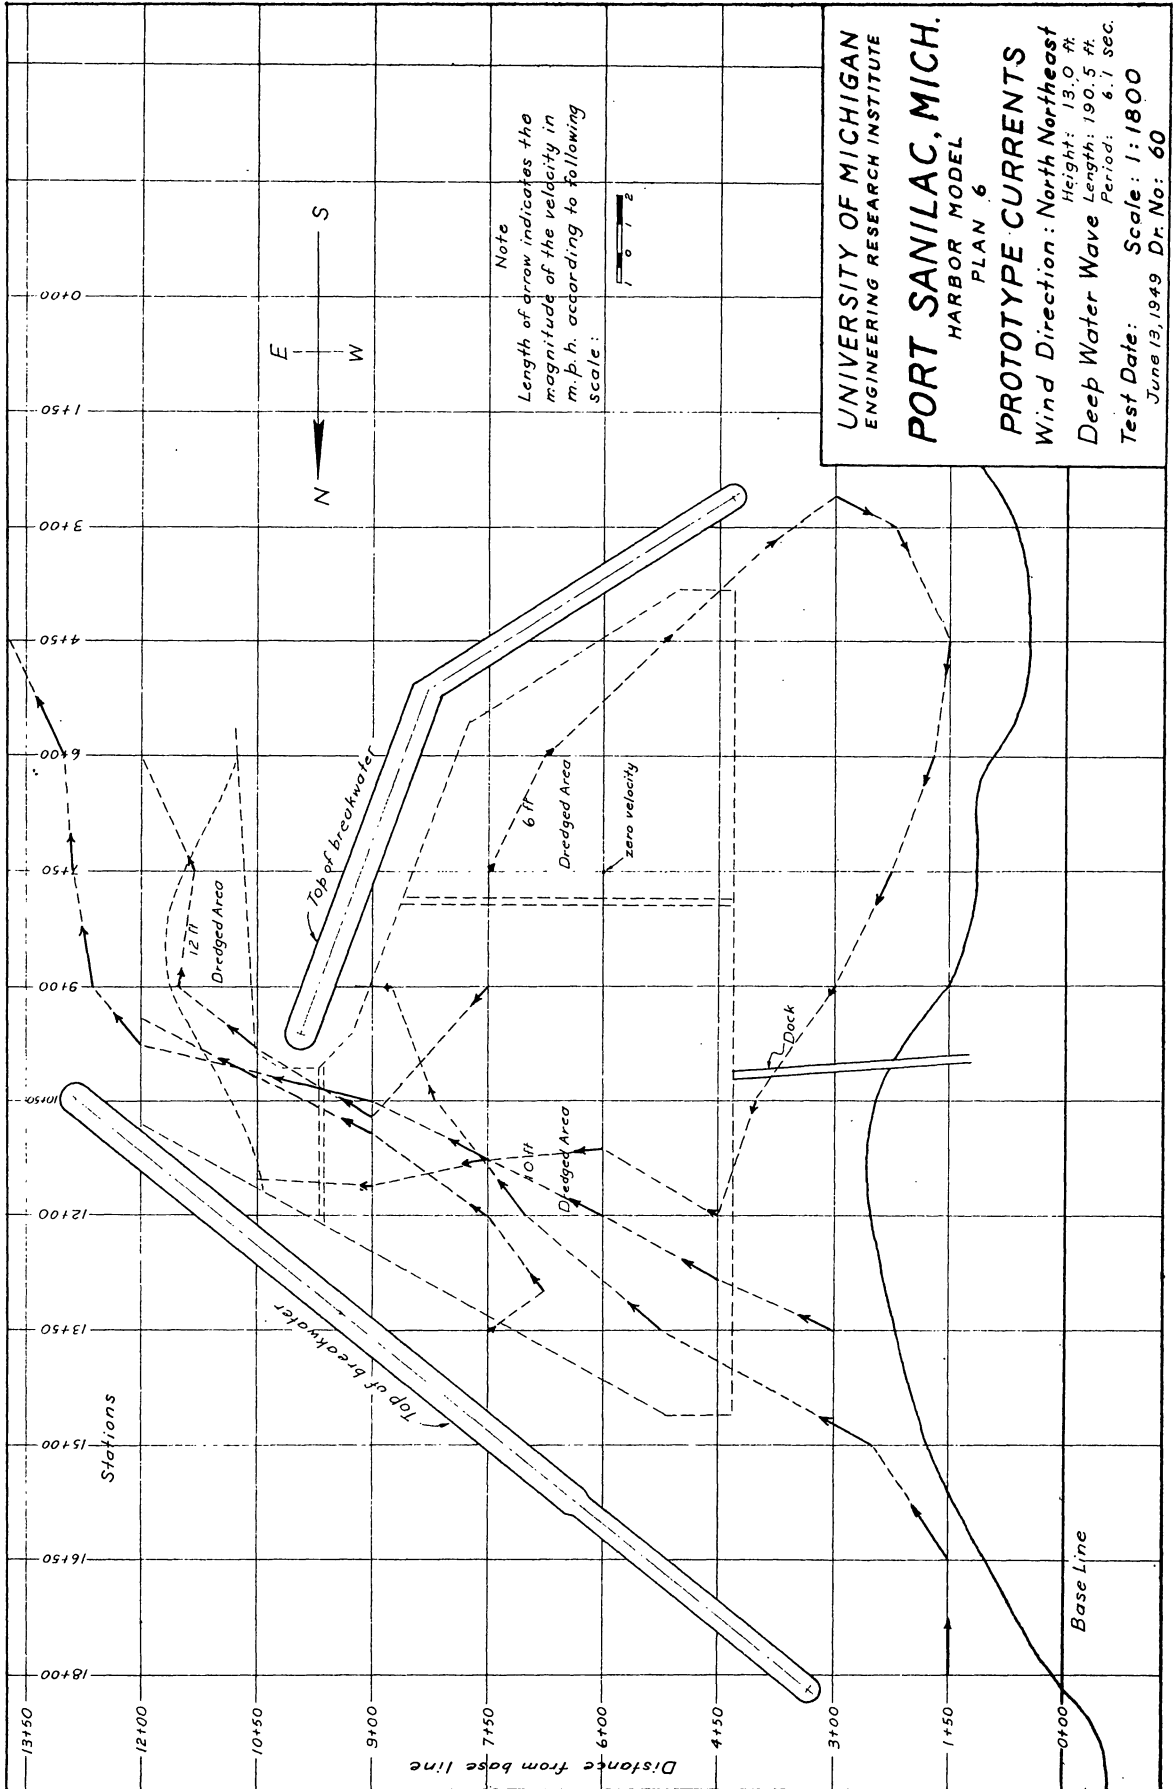 UNIVERSITY OF MICHIGAN
ENGINEERING RESEARCH INSTITUTE
PORT SANILAC, MICH.
HARBOR MODEL
PLAN 6
PROTOTYPE CURRENTS
Wind Direction: North Northeast
Deep Water Wave
Height: 13.0 ft.
Length: 190.5 ft.
Period: 6.1 sec.
Test Date:
June 13, 1949
Scale: 1:1800
Dr. No: 60
Note
Length of arrow indicates the
magnitude of the velocity in
m.p.h. according to following
scale:
1 0 1 2
N
S
E
W
Stations
18+00
16+50
15+00
13+50
12+00
10+50
9+00
7+50
6+00
4+50
3+00
1+50
0+00
Distance from base line
13+50
12+00
10+50
9+00
7+50
6+00
4+50
3+00
1+50
0+00
Top of breakwater
Top of breakwater
12 ft
Dredged Area
6 ft
Dredged Area
zero velocity
10 ft
Dredged Area
Dock
Base Line